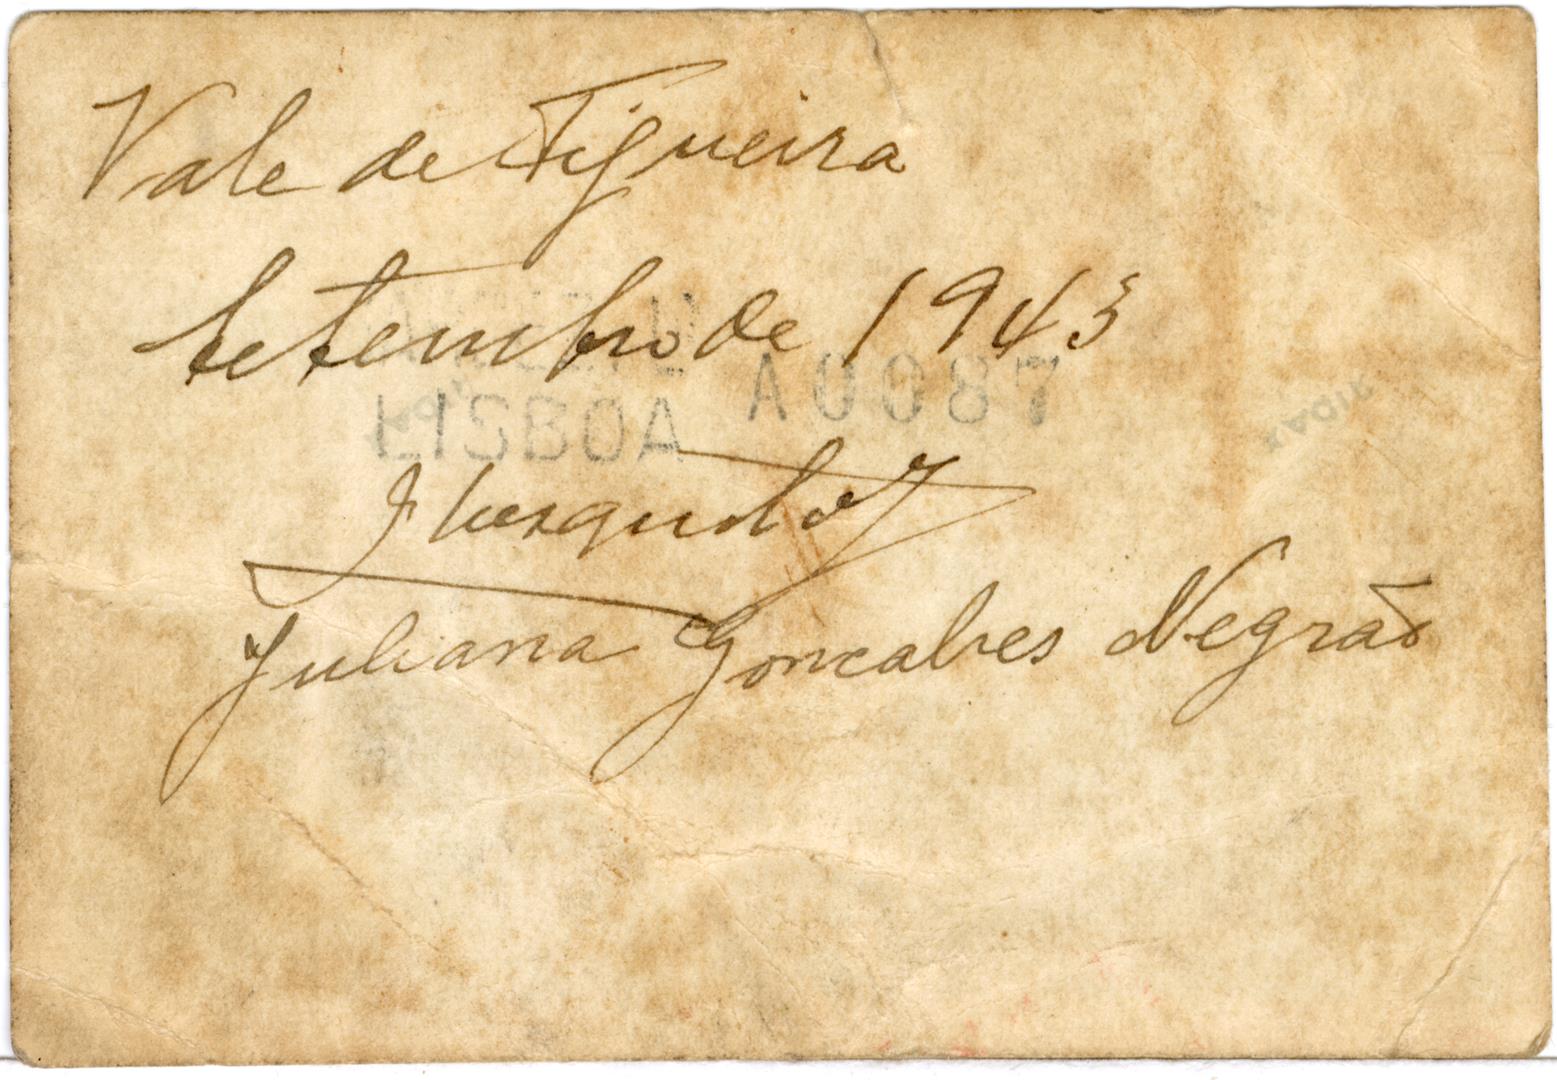 Vale de Figueira
Setembro de 1943
LISBOA A0087
Juliana Gonçalves Negrão